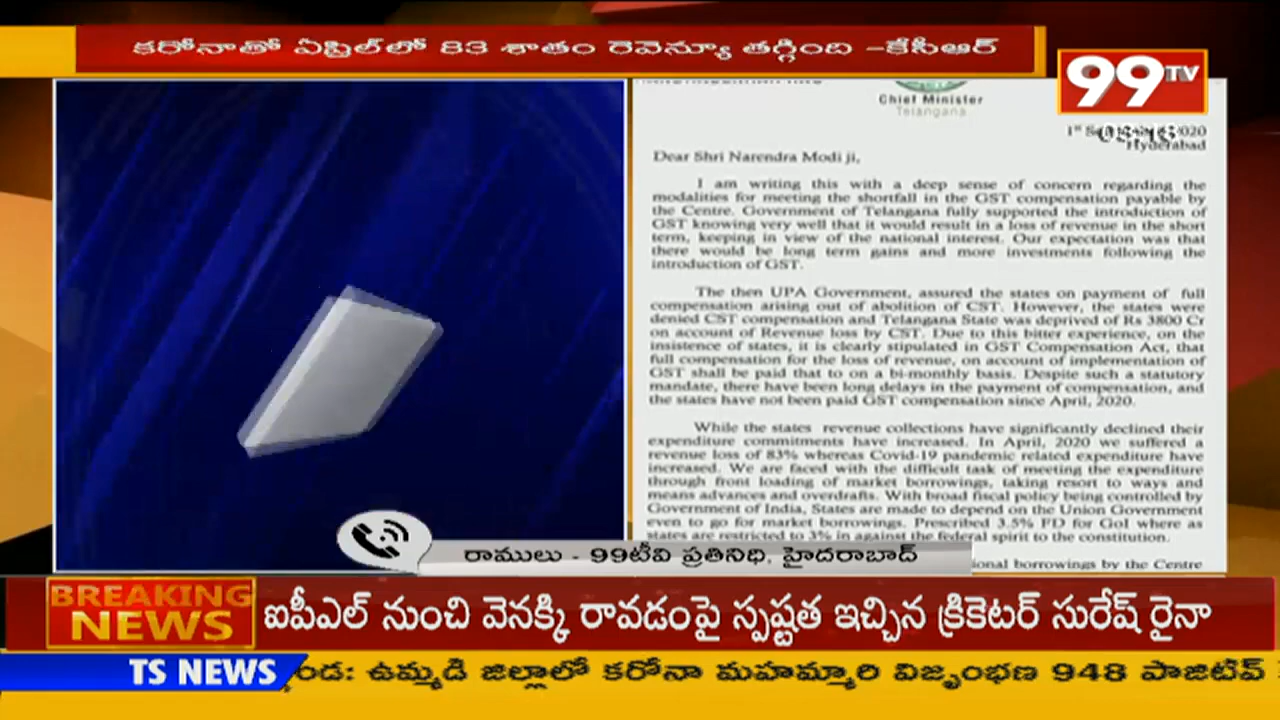 కరోనాతో ఏప్రిల్‌లో 83 శాతం రెవెన్యూ తగ్గింది -కేసీఆర్
99TV
Chief Minister
Telangana
1st 2020
Hyderabad
Dear Shri Narendra Modi ji,
I am writing this with a deep sense of concern regarding the
modalities for meeting the shortfall in the GST compensation payable by
the Centre. Government of Telangana fully supported the introduction of
GST knowing very well that it would result in a loss of revenue in the short
term, keeping in view of the national interest. Our expectation was that
there would be long term gains and more investments following the
introduction of GST.
The then UPA Government, assured the states on payment of full
compensation arising out of abolition of CST. However, the states were
denied CST compensation and Telangana State was deprived of Rs 3800 Cr
on account of Revenue loss by CST. Due to this bitter experience, on the
insistence of states, it is clearly stipulated in GST Compensation Act, that
full compensation for the loss of revenue, on account of implementation of
GST shall be paid that to on a bi-monthly basis. Despite such a statutory
mandate, there have been long delays in the payment of compensation, and
the states have not been paid GST compensation since April, 2020.
While the states revenue collections have significantly declined their
expenditure commitments have increased. In April, 2020 we suffered a
revenue loss of 83% whereas Covid-19 pandemic related expenditure have
increased. We are faced with the difficult task of meeting the expenditure
through front loading of market borrowings, taking resort to ways and
means advances and overdrafts. With broad fiscal policy being controlled by
Government of India, States are made to depend on the Union Government
even to go for market borrowings. Prescribed 3.5% FD for GoI where as
states are restricted to 3% in against the federal spirit to the constitution.
ional borrowings by the Centre
రాములు - 99టీవి ప్రతినిధి, హైదరాబాద్
BREAKING
NEWS
ఐపీఎల్ నుంచి వెనక్కి రావడంపై స్పష్టత ఇచ్చిన క్రికెటర్ సురేష్ రైనా
TS NEWS
ండ: ఉమ్మడి జిల్లాలో కరోనా మహమ్మారి విజృంభణ 948 పాజిటివ్